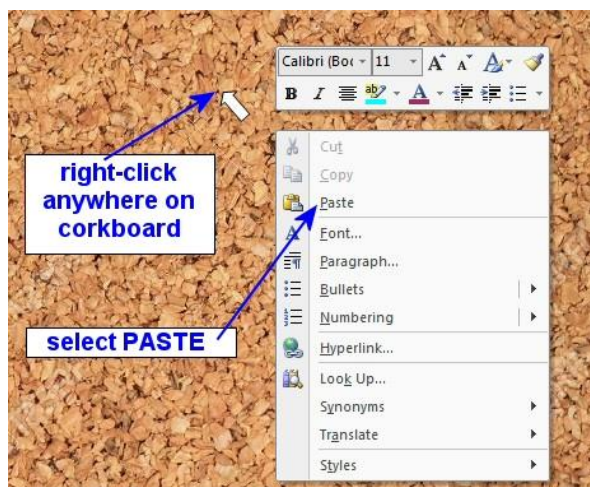 Calibri (Boc 11 A A A
B I ab A
right-click
anywhere on
corkboard
select PASTE
Cut
Copy
Paste
A Font...
Paragraph...
Bullets
Numbering
Hyperlink...
Look Up...
Synonyms
Translate
Styles